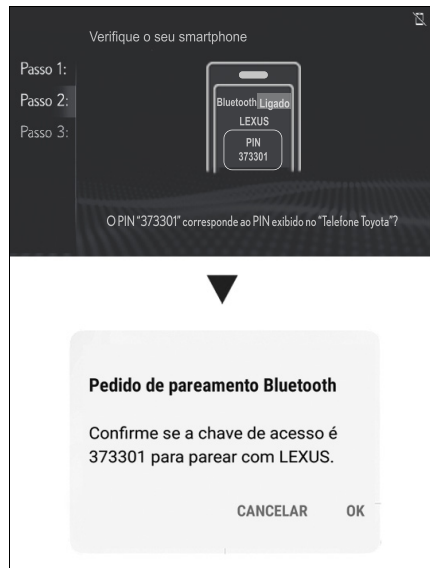 Verifique o seu smartphone
Passo 1:
Passo 2:
Passo 3:
Bluetooth Ligado
LEXUS
PIN
373301
O PIN "373301" corresponde ao PIN exibido no "Telefone Toyota"?
Pedido de pareamento Bluetooth
Confirme se a chave de acesso é
373301 para parear com LEXUS.
CANCELAR OK